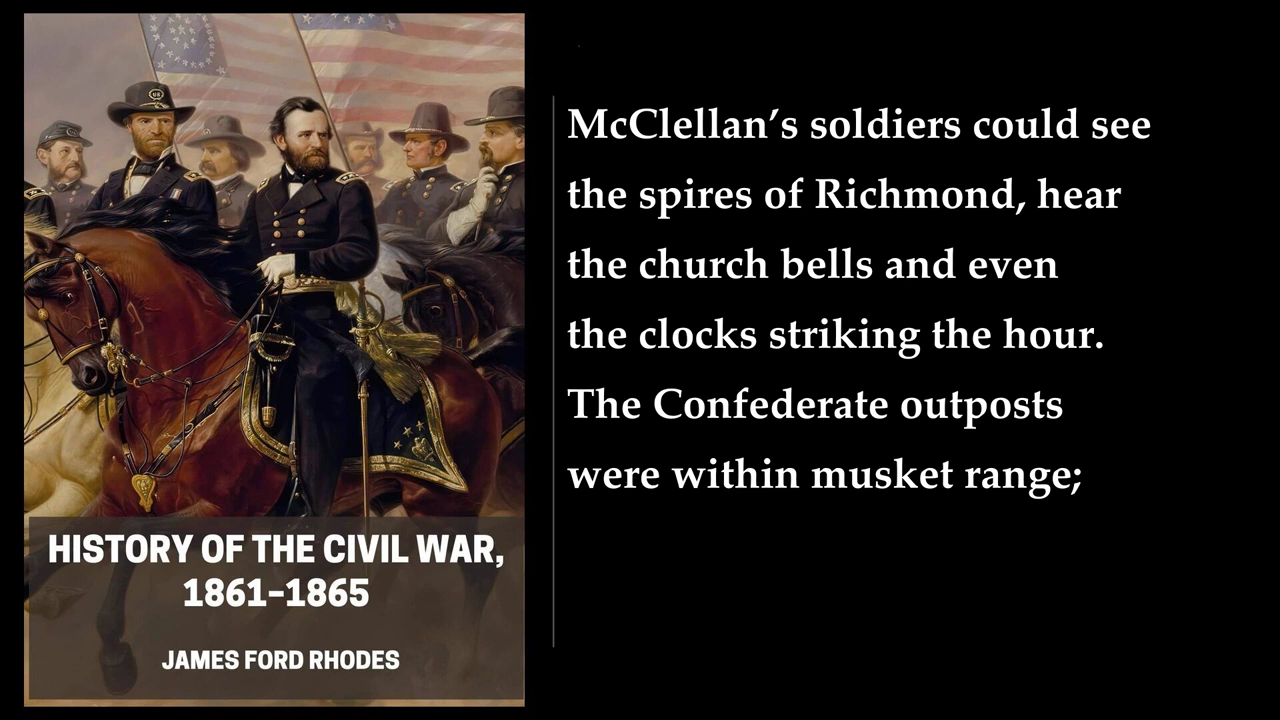 HISTORY OF THE CIVIL WAR,
1861–1865
JAMES FORD RHODES
McClellan’s soldiers could see
the spires of Richmond, hear
the church bells and even
the clocks striking the hour.
The Confederate outposts
were within musket range;